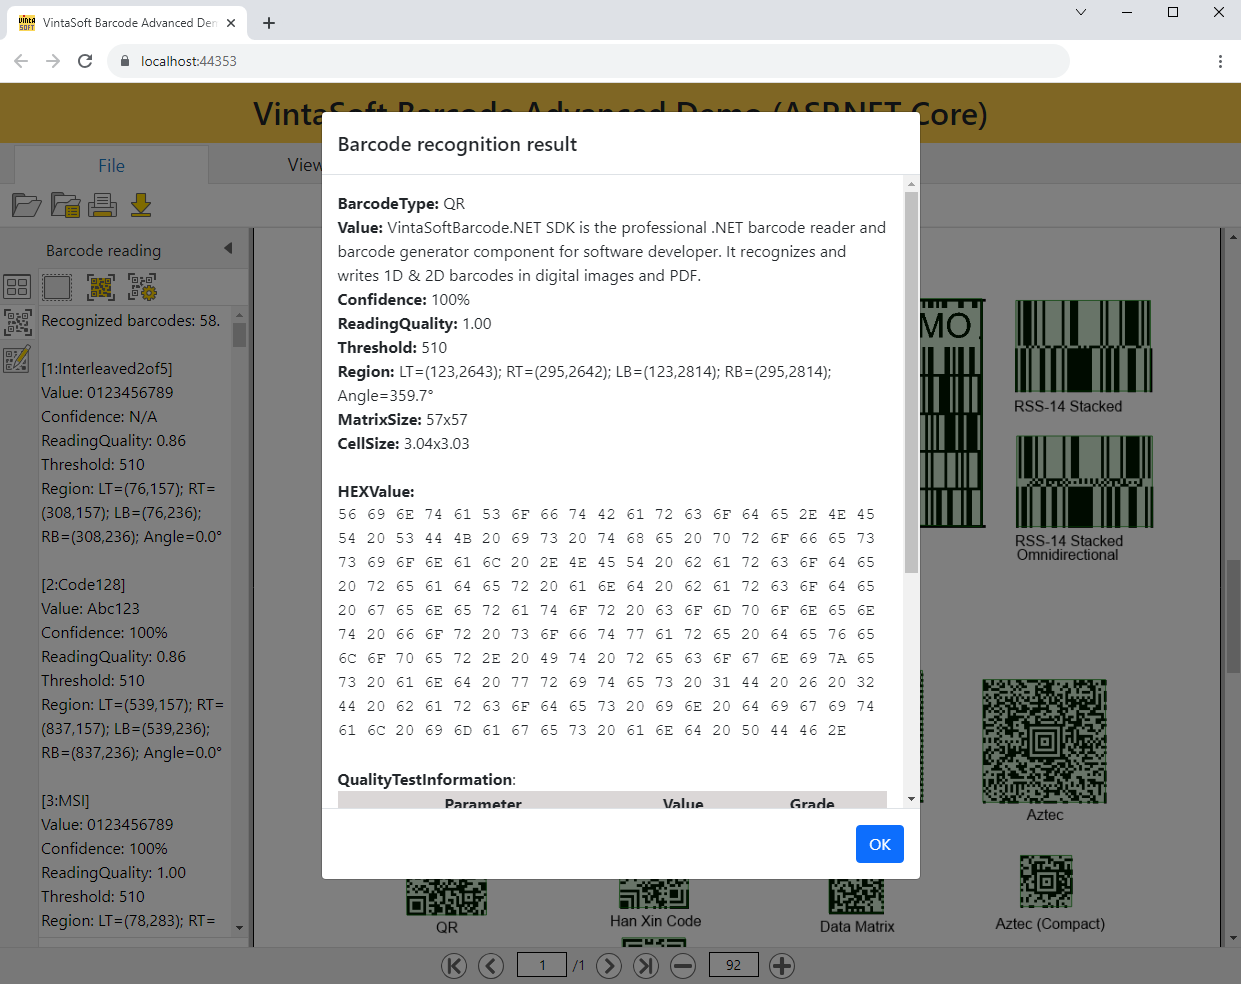 VintaSoft Barcode Advanced Den
localhost:44353
VintaSoft Barcode Advanced Demo (ASP.NET Core)
File
View
Barcode reading
Recognized barcodes: 58.
[1:Interleaved2of5]
Value: 0123456789
Confidence: N/A
ReadingQuality: 0.86
Threshold: 510
Region: LT=(76,157); RT=
(308,157); LB=(76,236);
RB=(308,236); Angle=0.0°
[2:Code128]
Value: Abc123
Confidence: 100%
ReadingQuality: 0.86
Threshold: 510
Region: LT=(539,157); RT=
(837,157); LB=(539,236);
RB=(837,236); Angle=0.0°
[3:MSI]
Value: 0123456789
Confidence: 100%
ReadingQuality: 1.00
Threshold: 510
Region: LT=(78,283); RT=
Barcode recognition result
BarcodeType: QR
Value: VintaSoftBarcode.NET SDK is the professional .NET barcode reader and
barcode generator component for software developer. It recognizes and
writes 1D & 2D barcodes in digital images and PDF.
Confidence: 100%
ReadingQuality: 1.00
Threshold: 510
Region: LT=(123,2643); RT=(295,2642); LB=(123,2814); RB=(295,2814);
Angle=359.7°
MatrixSize: 57x57
CellSize: 3.04x3.03
HEXValue:
56 69 6E 74 61 53 6F 66 74 42 61 72 63 6F 64 65 2E 4E 45
54 20 53 44 4B 20 69 73 20 74 68 65 20 70 72 6F 66 65 73
73 69 6F 6E 61 6C 20 2E 4E 45 54 20 62 61 72 63 6F 64 65
20 72 65 61 64 65 72 20 61 6E 64 20 62 61 72 63 6F 64 65
20 67 65 6E 65 72 61 74 6F 72 20 63 6F 6D 70 6F 6E 65 6E
74 20 66 6F 72 20 73 6F 66 74 77 61 72 65 20 64 65 76 65
6C 6F 70 65 72 2E 20 49 74 20 72 65 63 6F 67 6E 69 7A 65
73 20 61 6E 64 20 77 72 69 74 65 73 20 31 44 20 26 20 32
44 20 62 61 72 63 6F 64 65 73 20 69 6E 20 64 69 67 69 74
61 6C 20 69 6D 61 67 65 73 20 61 6E 64 20 50 44 46 2E
QualityTestInformation:
Parameter Value Grade
OK
MO
RSS-14 Stacked
RSS-14 Stacked
Omnidirectional
Aztec
QR
Han Xin Code
Data Matrix
Aztec (Compact)
1 /1
92